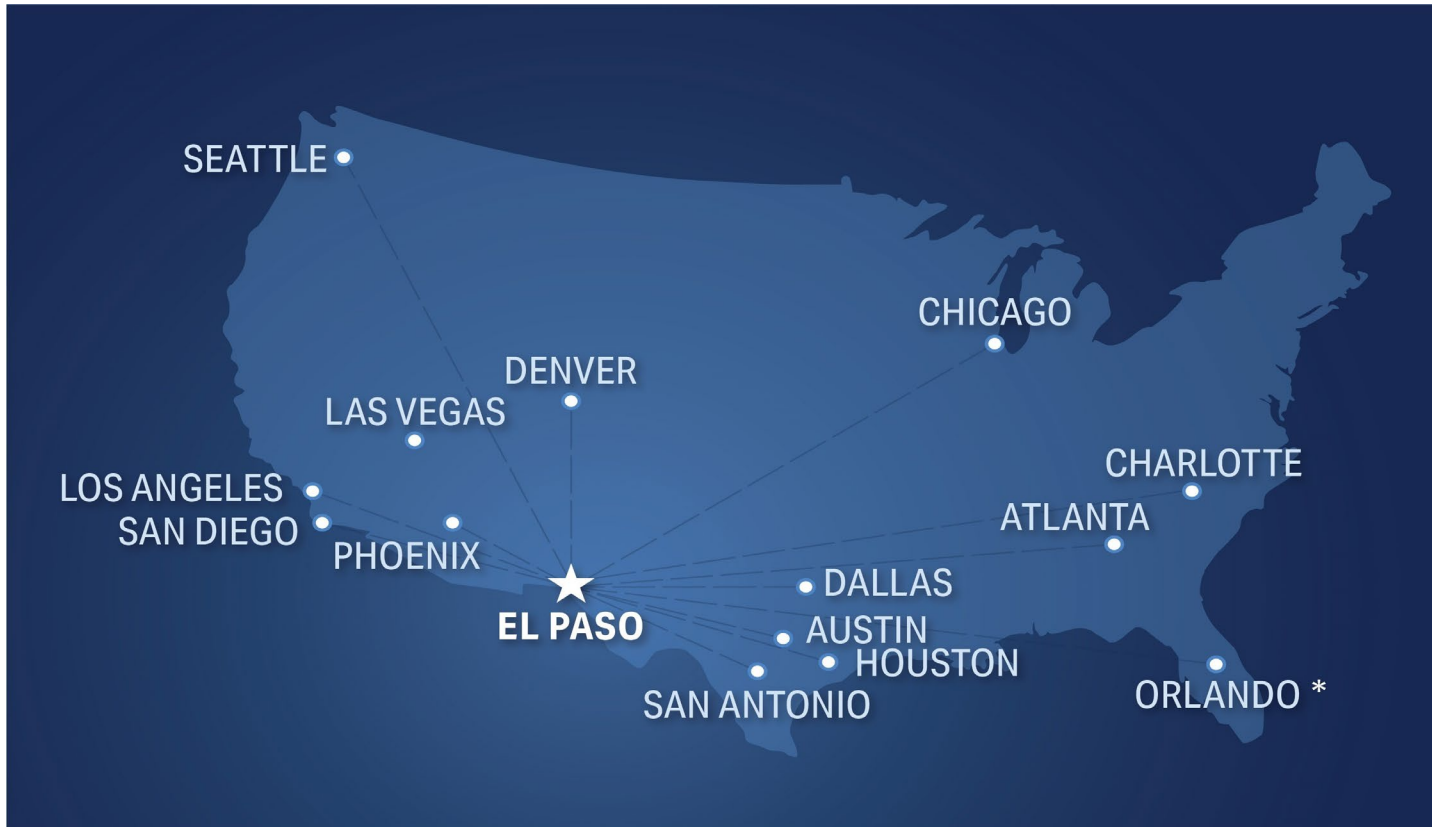 SEATTLE
CHICAGO
DENVER
LAS VEGAS
CHARLOTTE
LOS ANGELES
ATLANTA
SAN DIEGO
PHOENIX
DALLAS
EL PASO
AUSTIN
HOUSTON
ORLANDO *
SAN ANTONIO